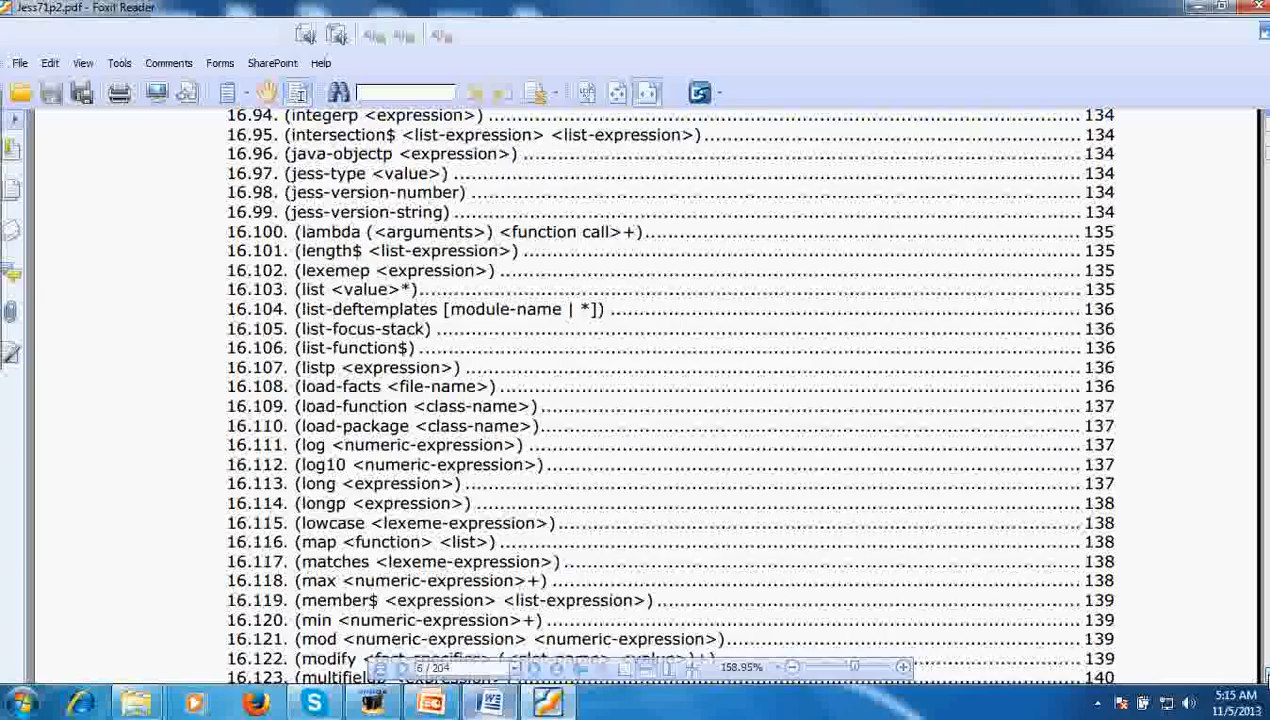 Jess71p2.pdf - Foxit Reader
File Edit View Tools Comments Forms SharePoint Help
16.94. (integerp <expression>) 134
16.95. (intersection$ <list-expression> <list-expression>) 134
16.96. (java-objectp <expression>) 134
16.97. (jess-type <value>) 134
16.98. (jess-version-number) 134
16.99. (jess-version-string) 134
16.100. (lambda (<arguments>) <function call>+) 135
16.101. (length$ <list-expression>) 135
16.102. (lexemep <expression>) 135
16.103. (list <value>*) 135
16.104. (list-deftemplates [module-name | *]) 136
16.105. (list-focus-stack) 136
16.106. (list-function$) 136
16.107. (listp <expression>) 136
16.108. (load-facts <file-name>) 136
16.109. (load-function <class-name>) 137
16.110. (load-package <class-name>) 137
16.111. (log <numeric-expression>) 137
16.112. (log10 <numeric-expression>) 137
16.113. (long <expression>) 137
16.114. (longp <expression>) 138
16.115. (lowcase <lexeme-expression>) 138
16.116. (map <function> <list>) 138
16.117. (matches <lexeme-expression>) 138
16.118. (max <numeric-expression>+) 138
16.119. (member$ <expression> <list-expression>) 139
16.120. (min <numeric-expression>+) 139
16.121. (mod <numeric-expression> <numeric-expression>) 139
16.122. (modify 139
6 / 204 158.95%
16.123. 140
5:15 AM
11/5/2013